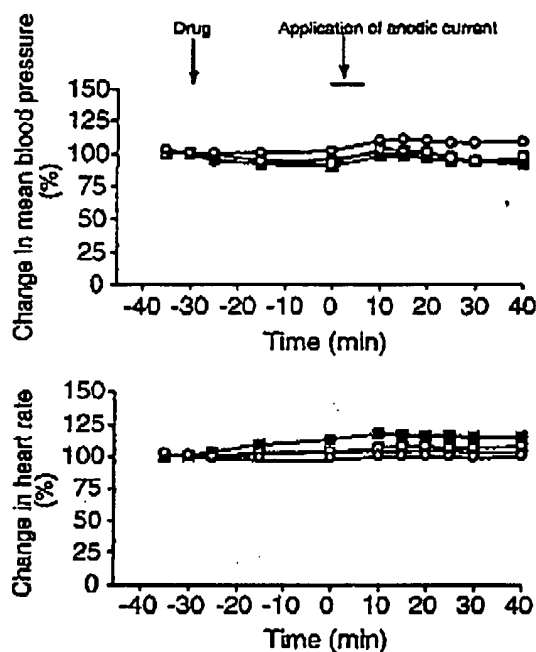 Drug Application of anodic current
Change in mean blood pressure
(%)
150
125
100
75
50
25
0
-40 -30 -20 -10 0 10 20 30 40
Time (min)
Change in heart rate
(%)
150
125
100
75
50
25
0
-40 -30 -20 -10 0 10 20 30 40
Time (min)